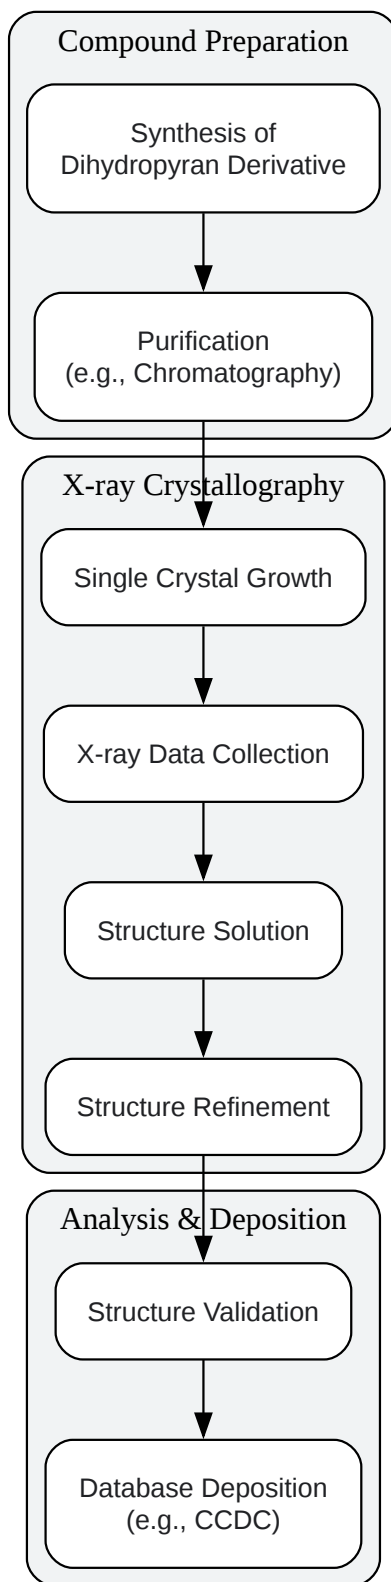 Compound Preparation
Synthesis of
Dihydropyran Derivative
Purification
(e.g., Chromatography)
X-ray Crystallography
Single Crystal Growth
X-ray Data Collection
Structure Solution
Structure Refinement
Analysis & Deposition
Structure Validation
Database Deposition
(e.g., CCDC)